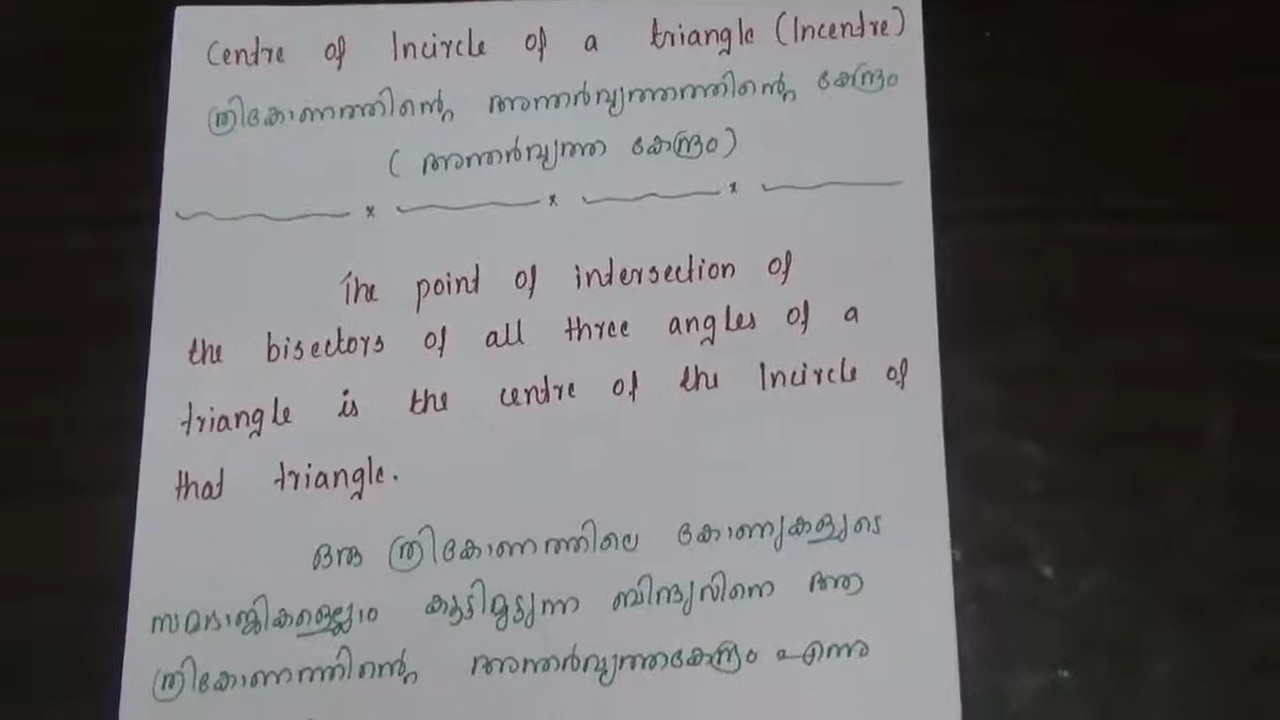 Centre of Incircle of a triangle (Incentre)
ത്രികോണത്തിന്റെ അന്തർവൃത്തത്തിന്റെ കേന്ദ്രം
( അന്തർവൃത്ത കേന്ദ്രം)
The point of intersection of
the bisectors of all three angles of a
triangle is the centre of the Incircle of
that triangle.
ഒരു ത്രികോണത്തിലെ കോണുകളുടെ
സമഭാജികളെല്ലാം കൂടിമുട്ടുന്ന ബിന്ദുവിനെ ആ
ത്രികോണത്തിന്റെ അന്തർവൃത്തകേന്ദ്രം എന്നു